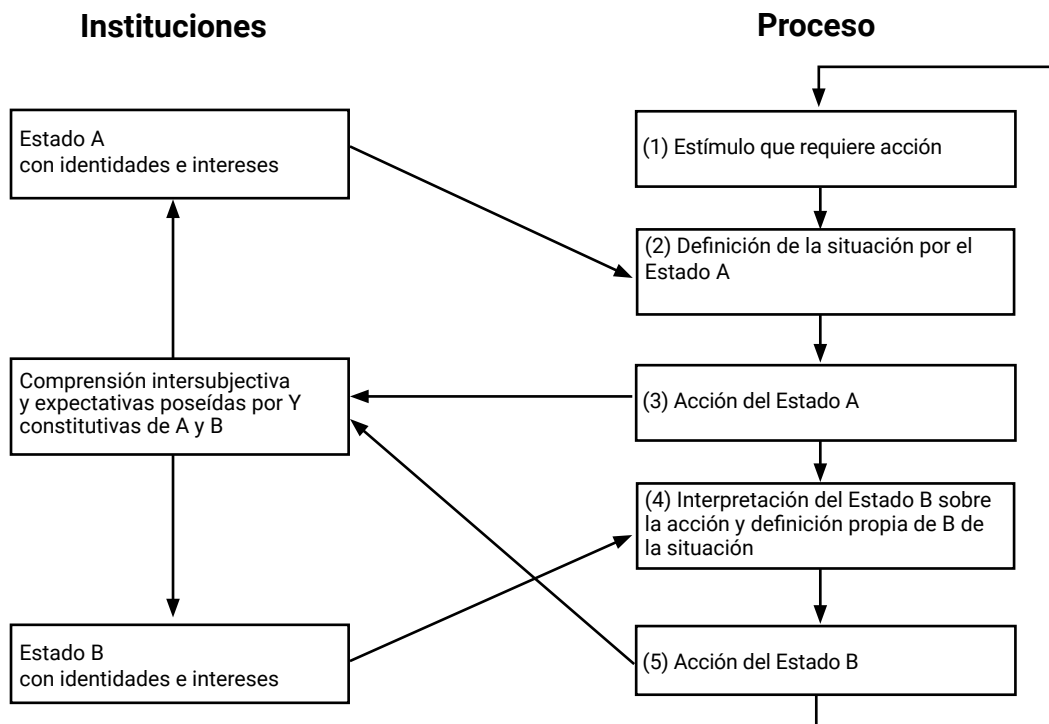 Instituciones
Proceso
Estado A
con identidades e intereses
(1) Estímulo que requiere acción
(2) Definición de la situación por el
Estado A
Comprensión intersubjectiva
y expectativas poseídas por Y
constitutivas de A y B
(3) Acción del Estado A
(4) Interpretación del Estado B sobre
la acción y definición propia de B de
la situación
Estado B
con identidades e intereses
(5) Acción del Estado B